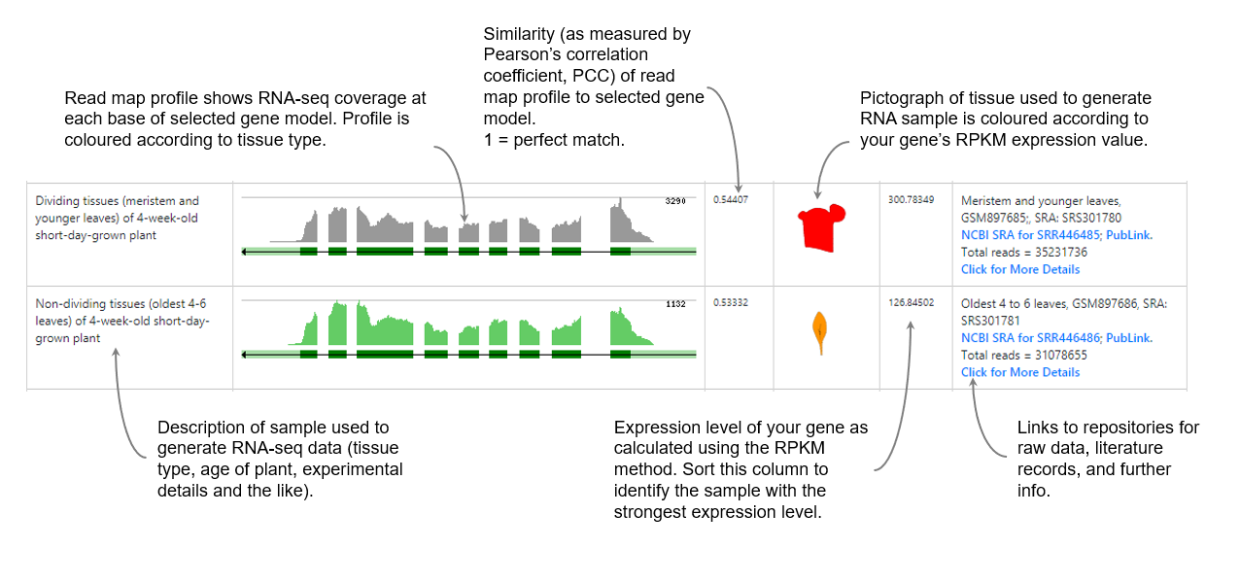 Similarity (as measured by
Pearson's correlation
coefficient, PCC) of read
map profile to selected gene
model.
1 = perfect match.
Read map profile shows RNA-seq coverage at
each base of selected gene model. Profile is
coloured according to tissue type.
Pictograph of tissue used to generate
RNA sample is coloured according to
your gene's RPKM expression value.
Dividing tissues (meristem and
younger leaves) of 4-week-old
short-day-grown plant
3290
0.54407
300.78349
Meristem and younger leaves,
GSM897685;, SRA: SRS301780
NCBI SRA for SRR446485; PubLink.
Total reads = 35231736
Click for More Details
Non-dividing tissues (oldest 4-6
leaves) of 4-week-old short-day-
grown plant
1132
0.53332
126.84502
Oldest 4 to 6 leaves, GSM897686, SRA:
SRS301781
NCBI SRA for SRR446486; PubLink.
Total reads = 31078655
Click for More Details
Description of sample used to
generate RNA-seq data (tissue
type, age of plant, experimental
details and the like).
Expression level of your gene as
calculated using the RPKM
method. Sort this column to
identify the sample with the
strongest expression level.
Links to repositories for
raw data, literature
records, and further
info.